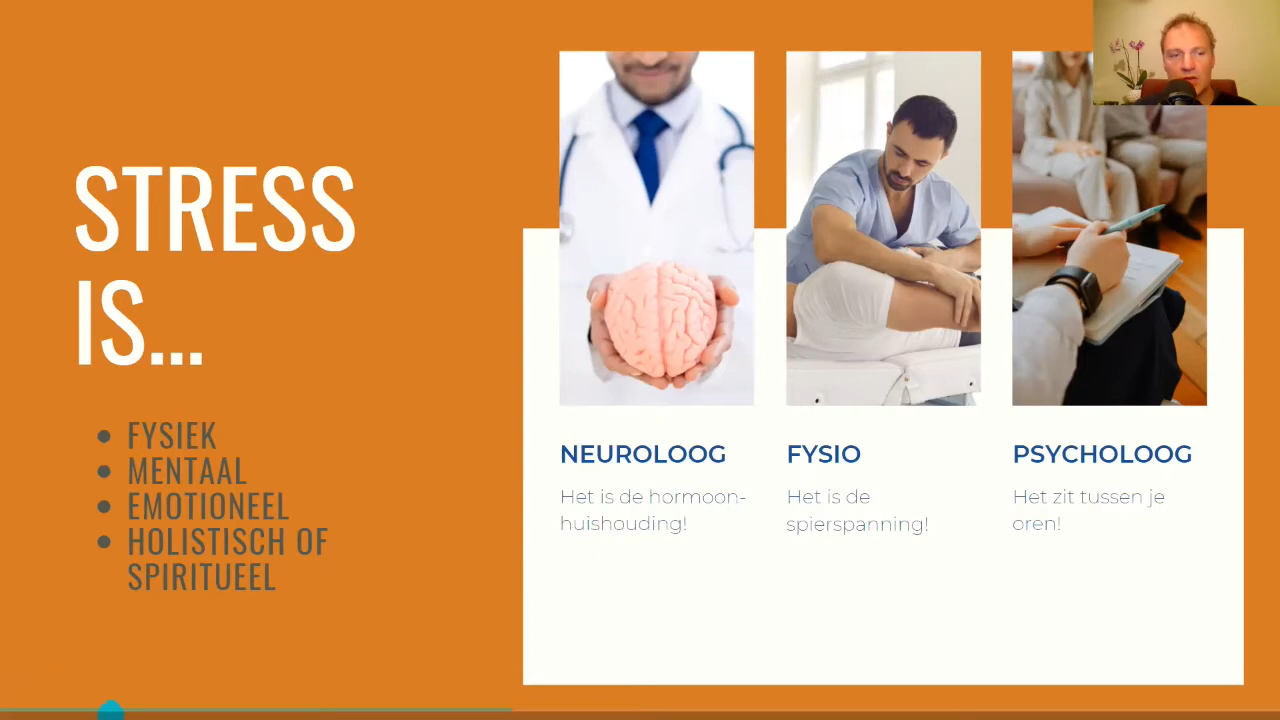 STRESS
IS...
• FYSIEK
• MENTAAL
• EMOTIONEEL
• HOLISTISCH OF
SPIRITUEEL
NEUROLOOG
Het is de hormoon-
huishouding!
FYSIO
Het is de
spierspanning!
PSYCHOLOOG
Het zit tussen je
oren!